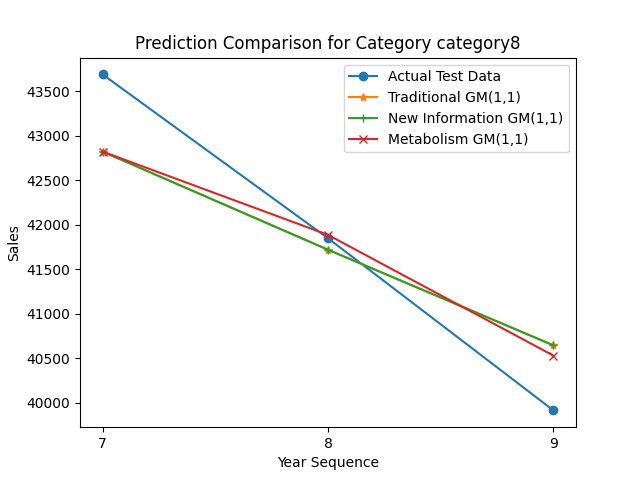 Prediction Comparison for Category category8
Actual Test Data
Traditional GM(1,1)
New Information GM(1,1)
Metabolism GM(1,1)
Sales
43500
43000
42500
42000
41500
41000
40500
40000
7
8
9
Year Sequence